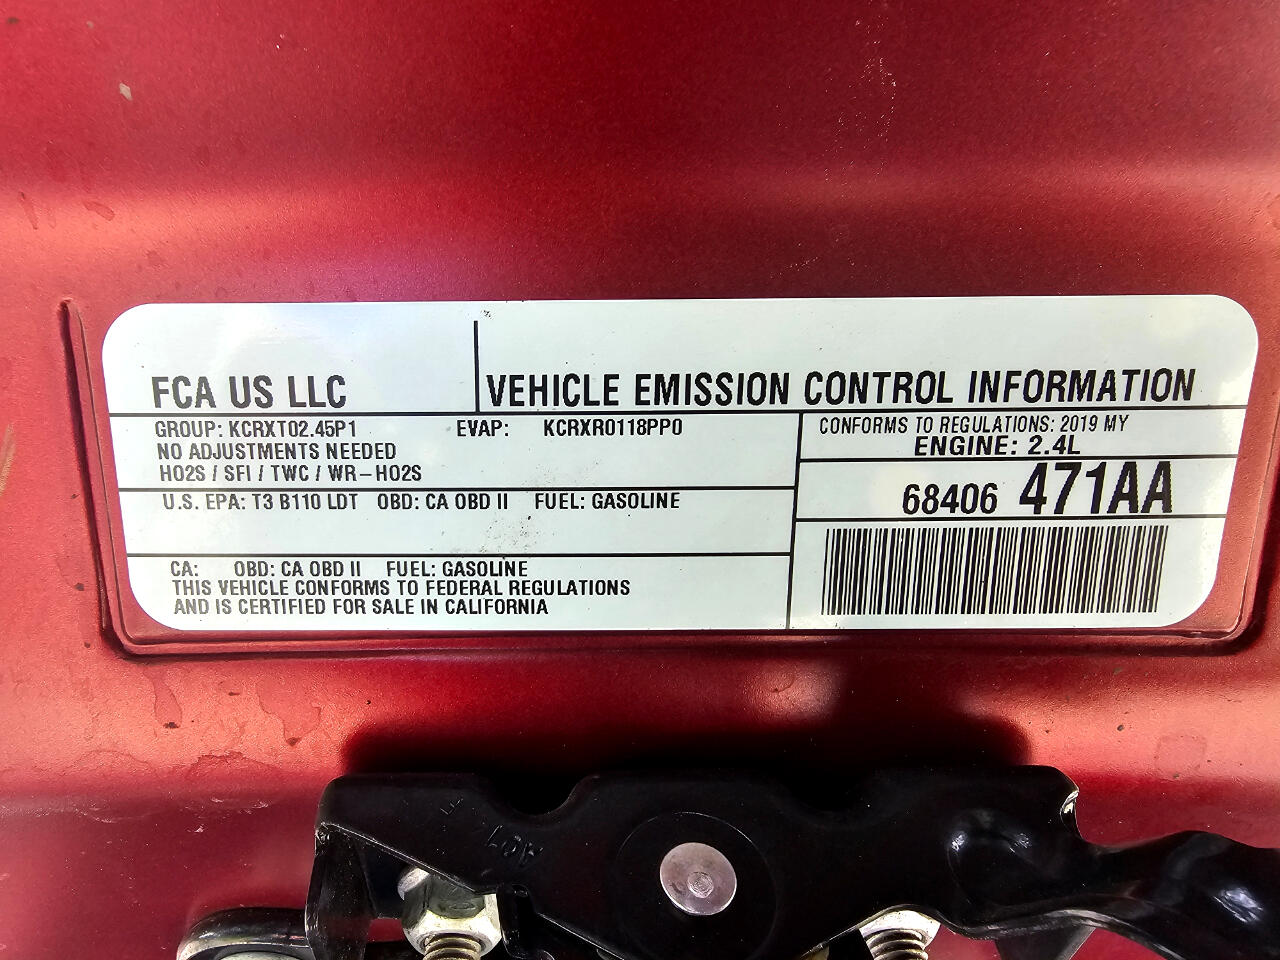 FCA US LLC
VEHICLE EMISSION CONTROL INFORMATION
GROUP: KCRXT02.45P1 EVAP: KCRXR0118PP0
NO ADJUSTMENTS NEEDED
HO2S / SFI / TWC / WR-HO2S
U.S. EPA: T3 B110 LDT OBD: CA OBD II FUEL: GASOLINE
CA: OBD: CA OBD II FUEL: GASOLINE
THIS VEHICLE CONFORMS TO FEDERAL REGULATIONS
AND IS CERTIFIED FOR SALE IN CALIFORNIA
CONFORMS TO REGULATIONS: 2019 MY
ENGINE: 2.4L
68406 471AA